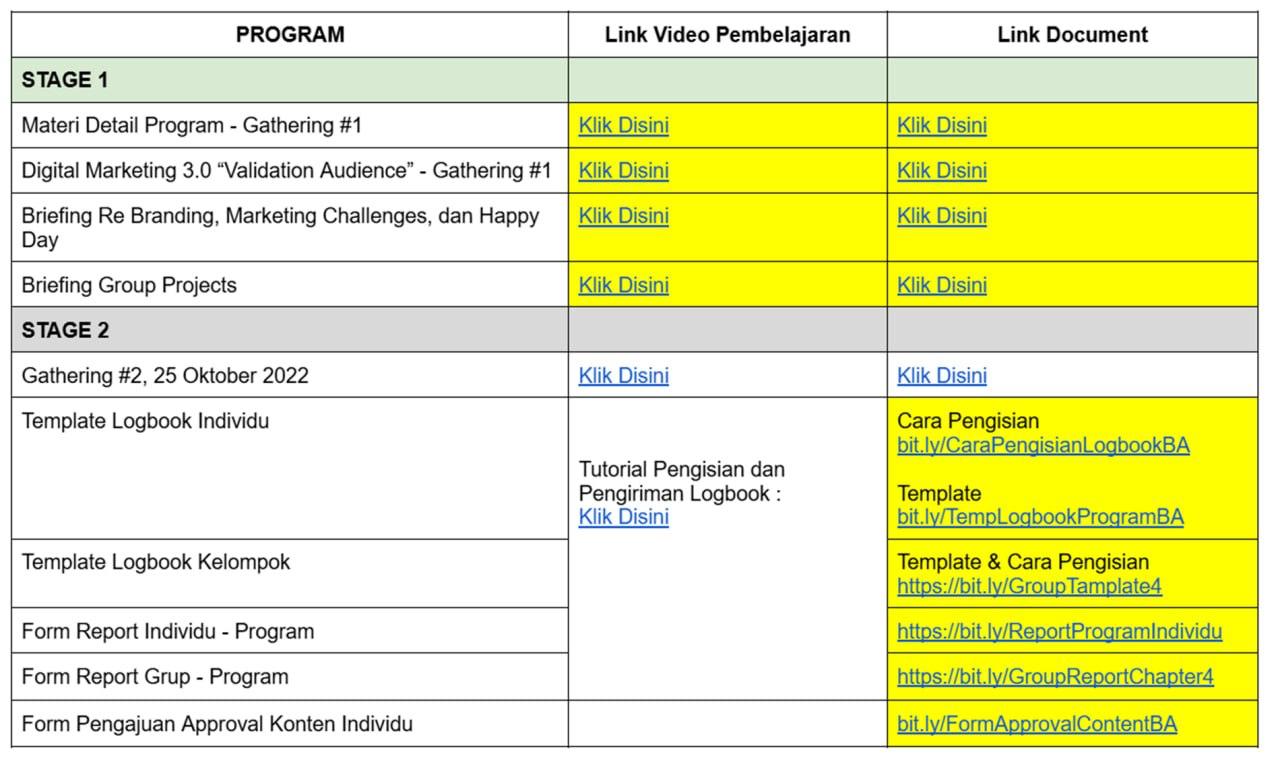 PROGRAM Link Video Pembelajaran Link Document
STAGE 1
Materi Detail Program - Gathering #1 Klik Disini Klik Disini
Digital Marketing 3.0 “Validation Audience” - Gathering #1 Klik Disini Klik Disini
Briefing Re Branding, Marketing Challenges, dan Happy Klik Disini Klik Disini
Day
Briefing Group Projects Klik Disini Klik Disini
STAGE 2
Gathering #2, 25 Oktober 2022 Klik Disini Klik Disini
Template Logbook Individu
Tutorial Pengisian dan
Pengiriman Logbook :
Klik Disini
Cara Pengisian
bit.ly/CaraPengisianLogbookBA
Template
bit.ly/TempLogbookProgramBA
Template Logbook Kelompok
Template & Cara Pengisian
https://bit.ly/GroupTamplate4
Form Report Individu - Program https://bit.ly/ReportProgramIndividu
Form Report Grup - Program https://bit.ly/GroupReportChapter4
Form Pengajuan Approval Konten Individu bit.ly/FormApprovalContentBA